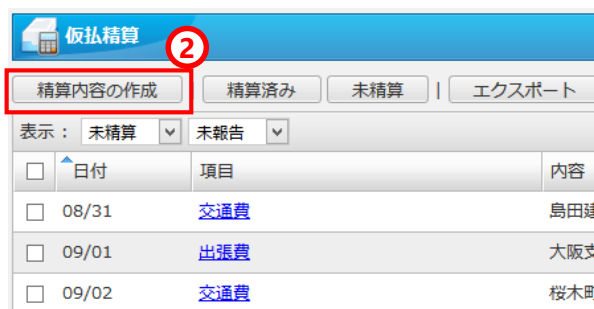 仮払精算
②
精算内容の作成 精算済み 未精算 | エクスポート
表示： 未精算 未報告
日付 項目 内容
08/31 交通費 島田建
09/01 出張費 大阪支
09/02 交通費 桜木町